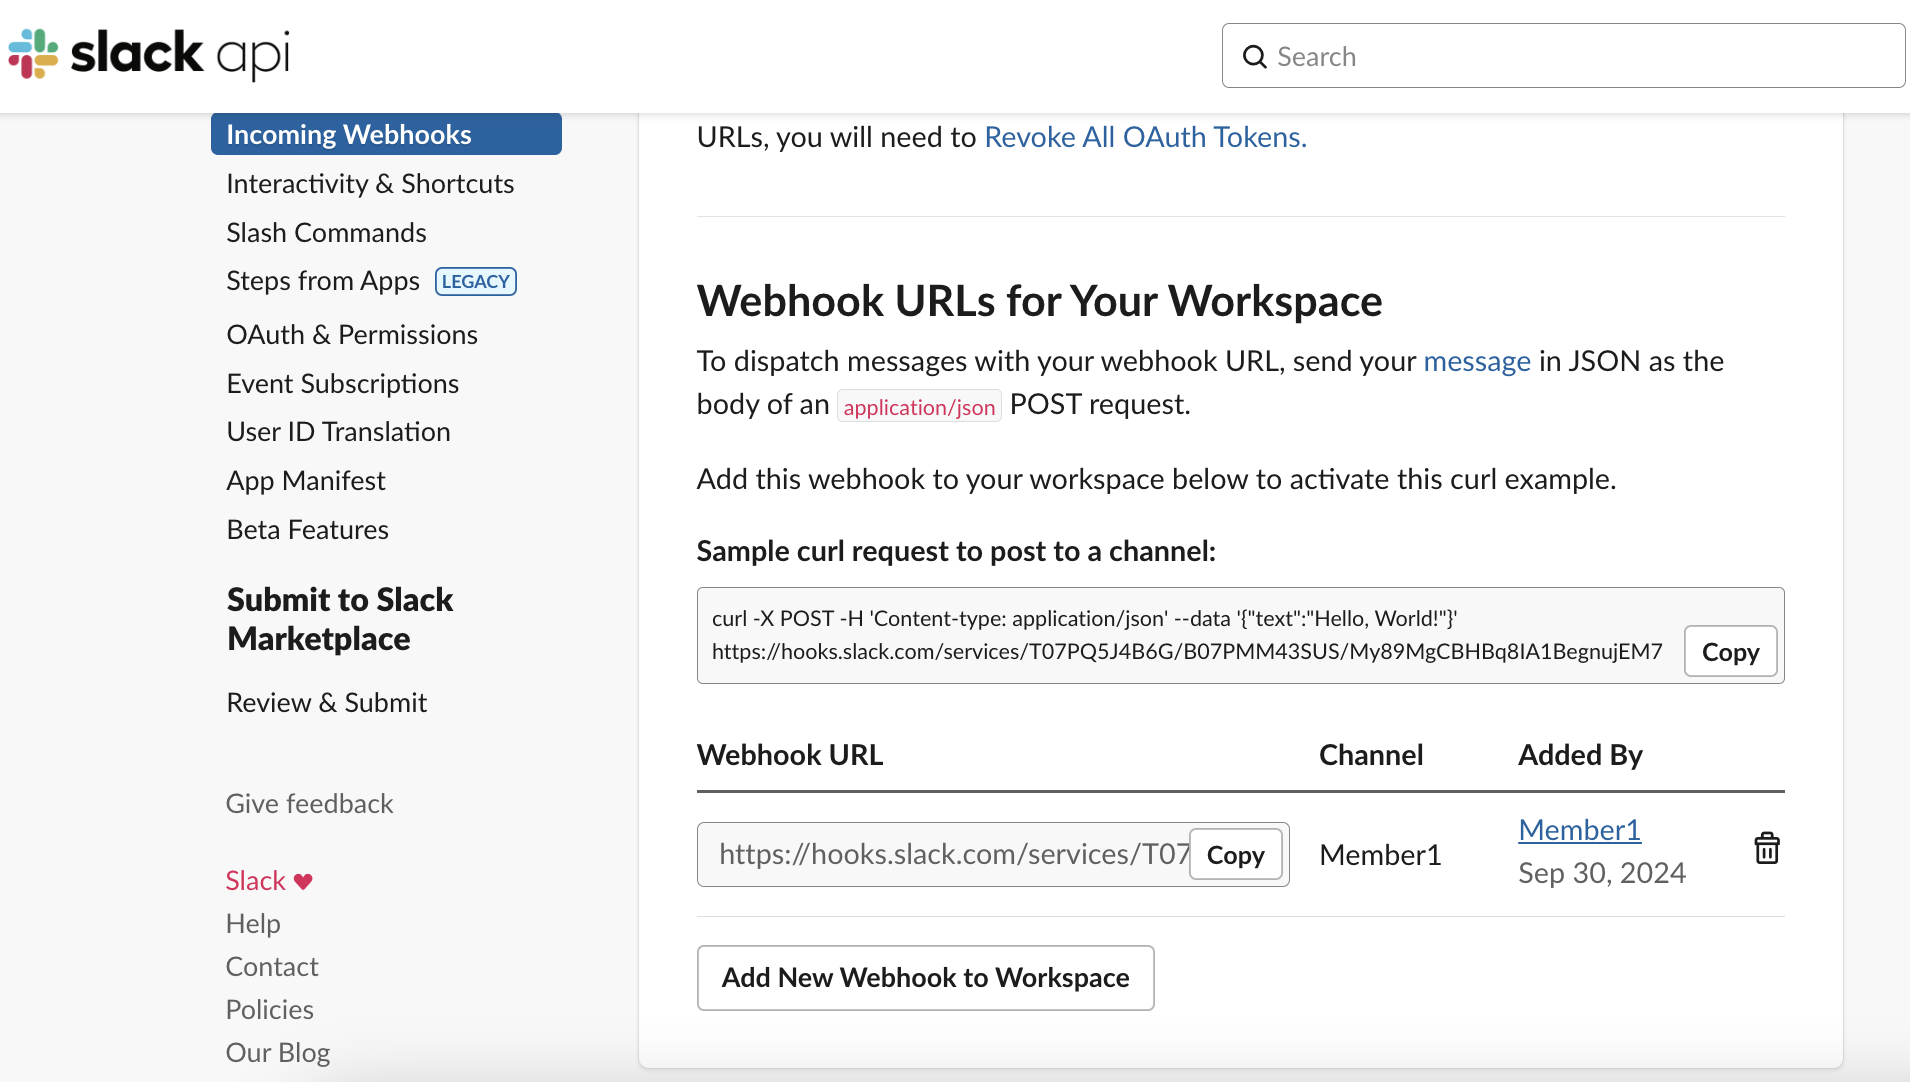 slack api
Search
Incoming Webhooks
Interactivity & Shortcuts
Slash Commands
Steps from Apps LEGACY
OAuth & Permissions
Event Subscriptions
User ID Translation
App Manifest
Beta Features
Submit to Slack
Marketplace
Review & Submit
Give feedback
Slack ♥
Help
Contact
Policies
Our Blog
URLs, you will need to Revoke All OAuth Tokens.
Webhook URLs for Your Workspace
To dispatch messages with your webhook URL, send your message in JSON as the
body of an application/json POST request.
Add this webhook to your workspace below to activate this curl example.
Sample curl request to post to a channel:
curl -X POST -H 'Content-type: application/json' --data '{"text":"Hello, World!"}'
https://hooks.slack.com/services/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
Copy
Webhook URL Channel Added By
https://hooks.slack.com/services/T07 Copy Member1 Member1
Sep 30, 2024
Add New Webhook to Workspace